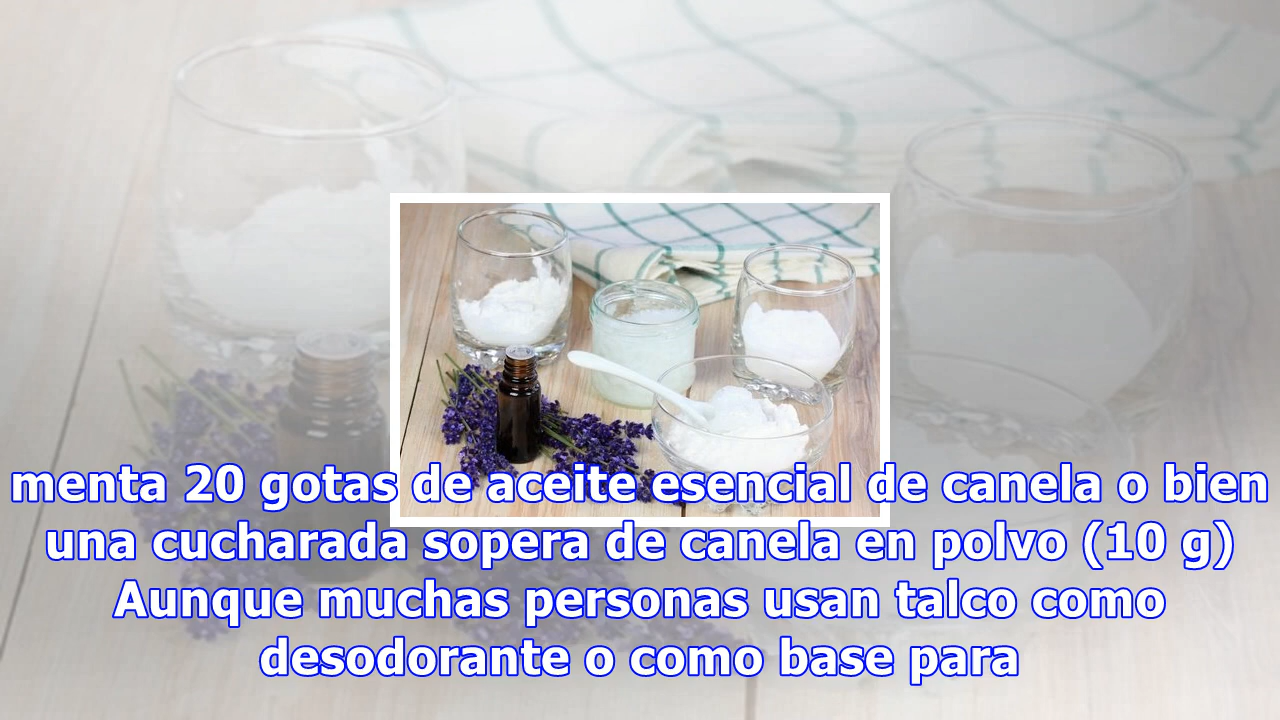 menta 20 gotas de aceite esencial de canela o bien
una cucharada sopera de canela en polvo (10 g)
Aunque muchas personas usan talco como
desodorante o como base para